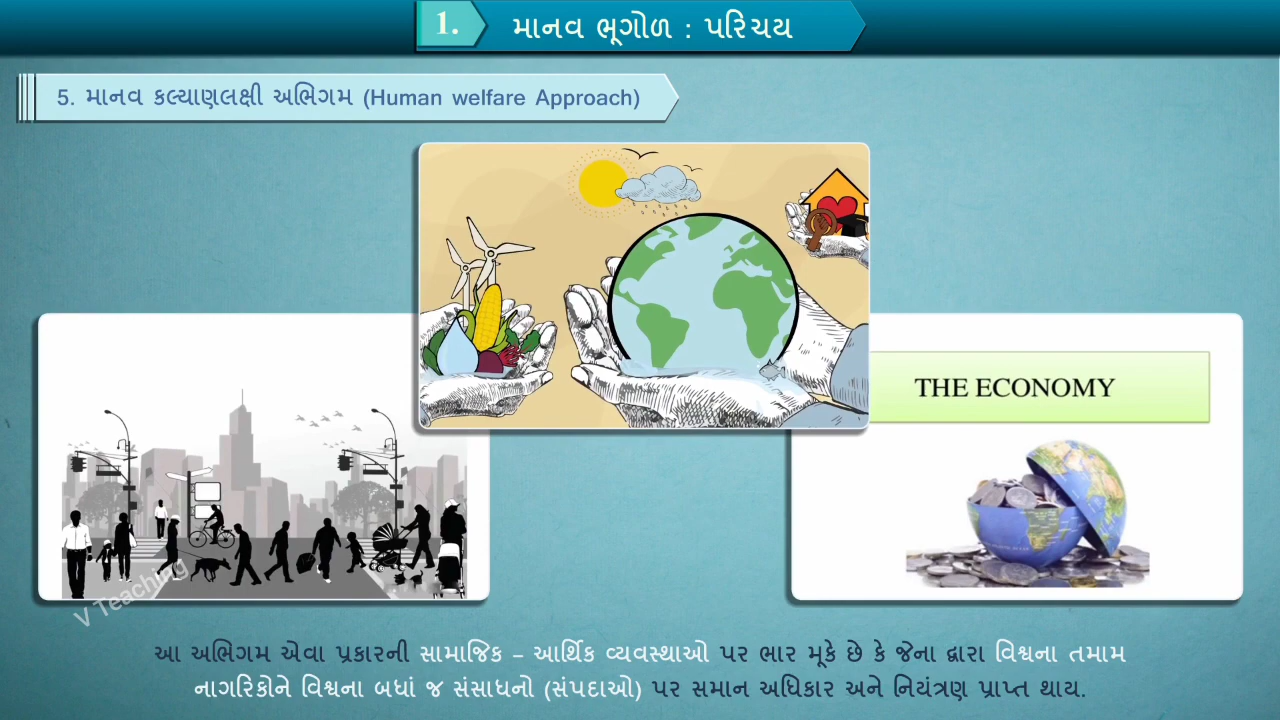 1. માનવ ભૂગોળ : પરિચય
5. માનવ કલ્યાણલક્ષી અભિગમ (Human welfare Approach)
THE ECONOMY
V Teaching
આ અભિગમ એવા પ્રકારની સામાજિક – આર્થિક વ્યવસ્થાઓ પર ભાર મૂકે છે કે જેના દ્વારા વિશ્વના તમામ
નાગરિકોને વિશ્વના બધાં જ સંસાધનો (સંપદાઓ) પર સમાન અધિકાર અને નિયંત્રણ પ્રાપ્ત થાય.